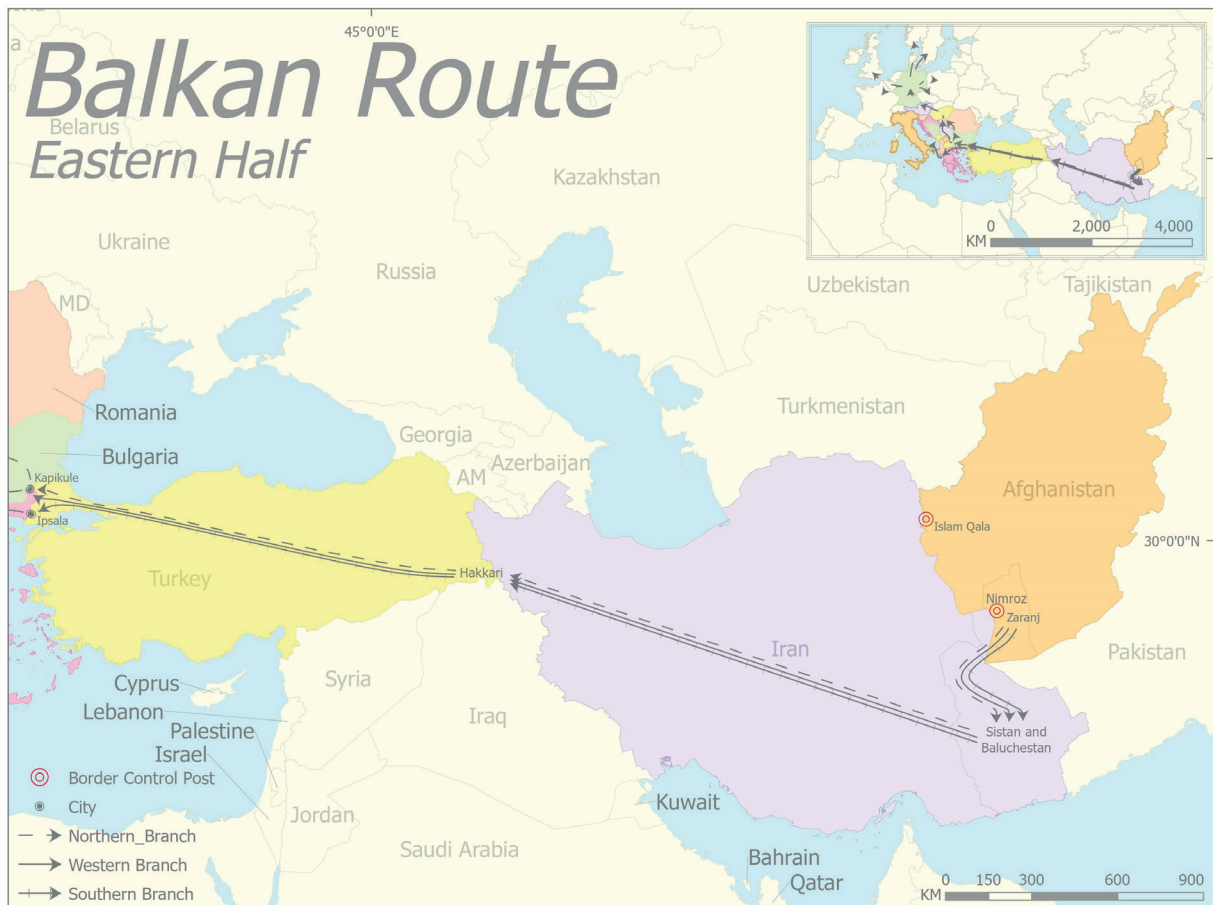 45°0'0"E
Balkan Route
Eastern Half
Belarus
Kazakhstan
0 2,000 4,000
KM
Ukraine
Russia
Uzbekistan
Tajikistan
MD
Romania
Turkmenistan
Georgia
Bulgaria
Azerbaijan
AM
Kapikule
Afghanistan
Ipsala
Islam Qala
30°0'0"N
Hakkari
Turkey
Nimroz
Zaranj
Iran
Pakistan
Syria
Cyprus
Lebanon
Iraq
Palestine
Sistan and
Baluchestan
Israel
Border Control Post
City
Kuwait
Jordan
Northern_Branch
Saudi Arabia
Bahrain
Western Branch
Qatar
0 150 300 600 900
KM
Southern Branch